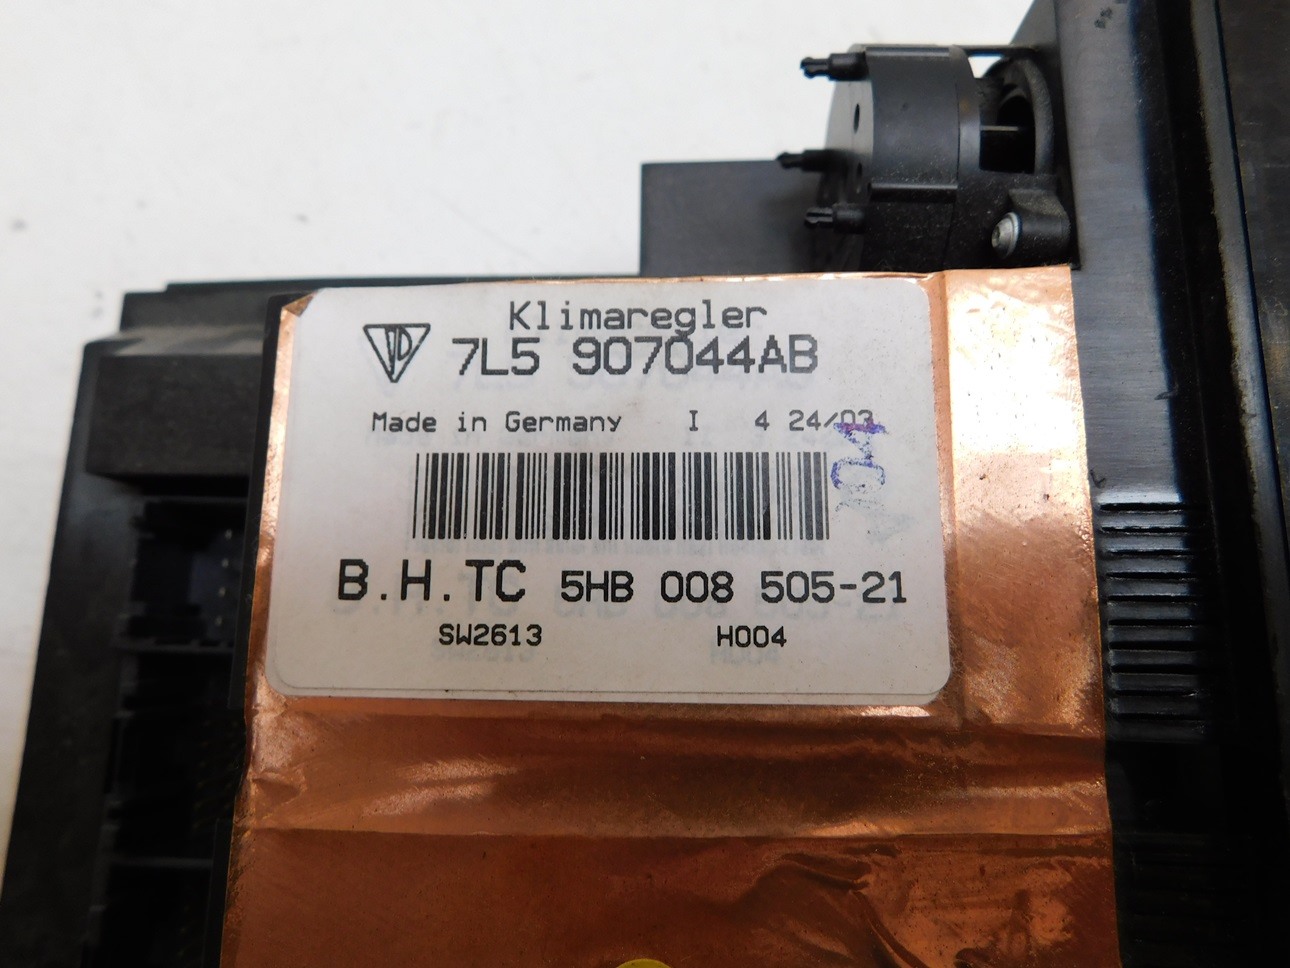 Klimaregler
7L5 907044AB
Made in Germany I 4 24/03
B.H.TC 5HB 008 505-21
SW2613 H004